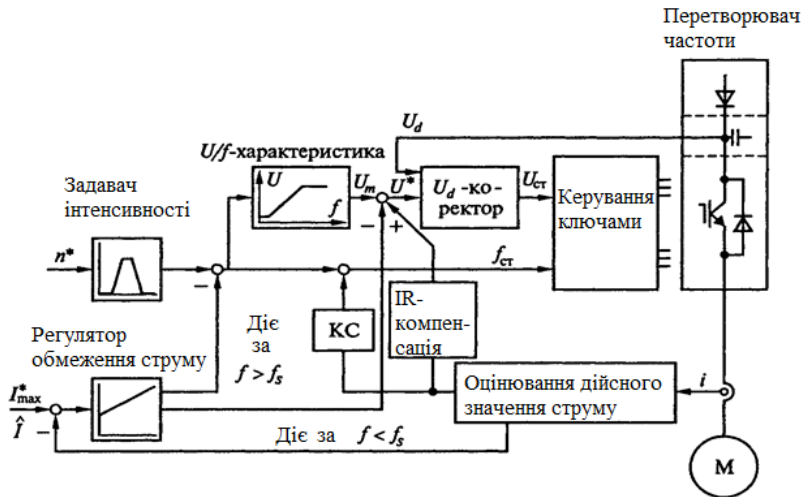 Перетворювач
частоти
U_d
U/f-характеристика
U
f
U_m
U*
U_d -ко-
ректор
U_ст
Керування
ключами
Задавач
інтенсивності
n*
−
−
+
f_ст
КС
IR-
компен-
сація
Регулятор
обмеження струму
Діє
за
f > f_s
I*_max
Î
−
Оцінювання дійсного
значення струму
i
Діє за f < f_s
М